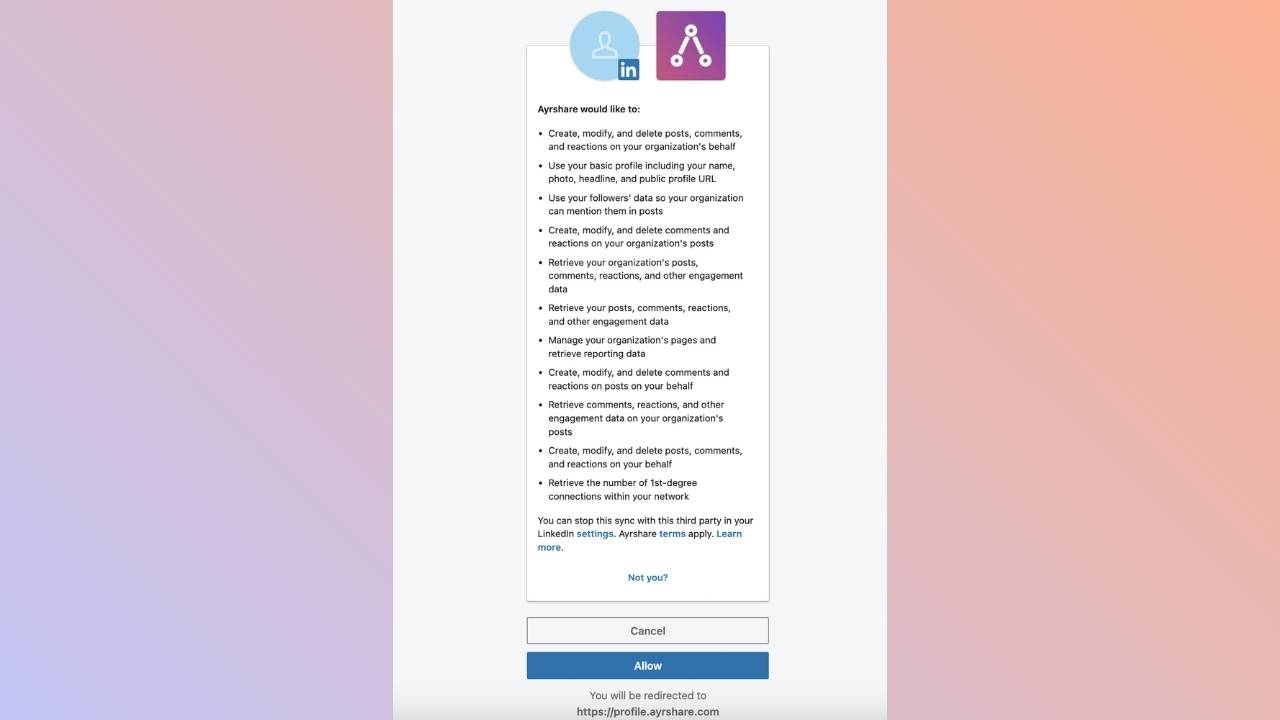 in
Ayrshare would like to:
• Create, modify, and delete posts, comments,
and reactions on your organization's behalf
• Use your basic profile including your name,
photo, headline, and public profile URL
• Use your followers' data so your organization
can mention them in posts
• Create, modify, and delete comments and
reactions on your organization's posts
• Retrieve your organization's posts,
comments, reactions, and other engagement
data
• Retrieve your posts, comments, reactions,
and other engagement data
• Manage your organization's pages and
retrieve reporting data
• Create, modify, and delete comments and
reactions on posts on your behalf
• Retrieve comments, reactions, and other
engagement data on your organization's
posts
• Create, modify, and delete posts, comments,
and reactions on your behalf
• Retrieve the number of 1st-degree
connections within your network
You can stop this sync with this third party in your
LinkedIn settings. Ayrshare terms apply. Learn
more.
Not you?
Cancel
Allow
You will be redirected to
https://profile.ayrshare.com